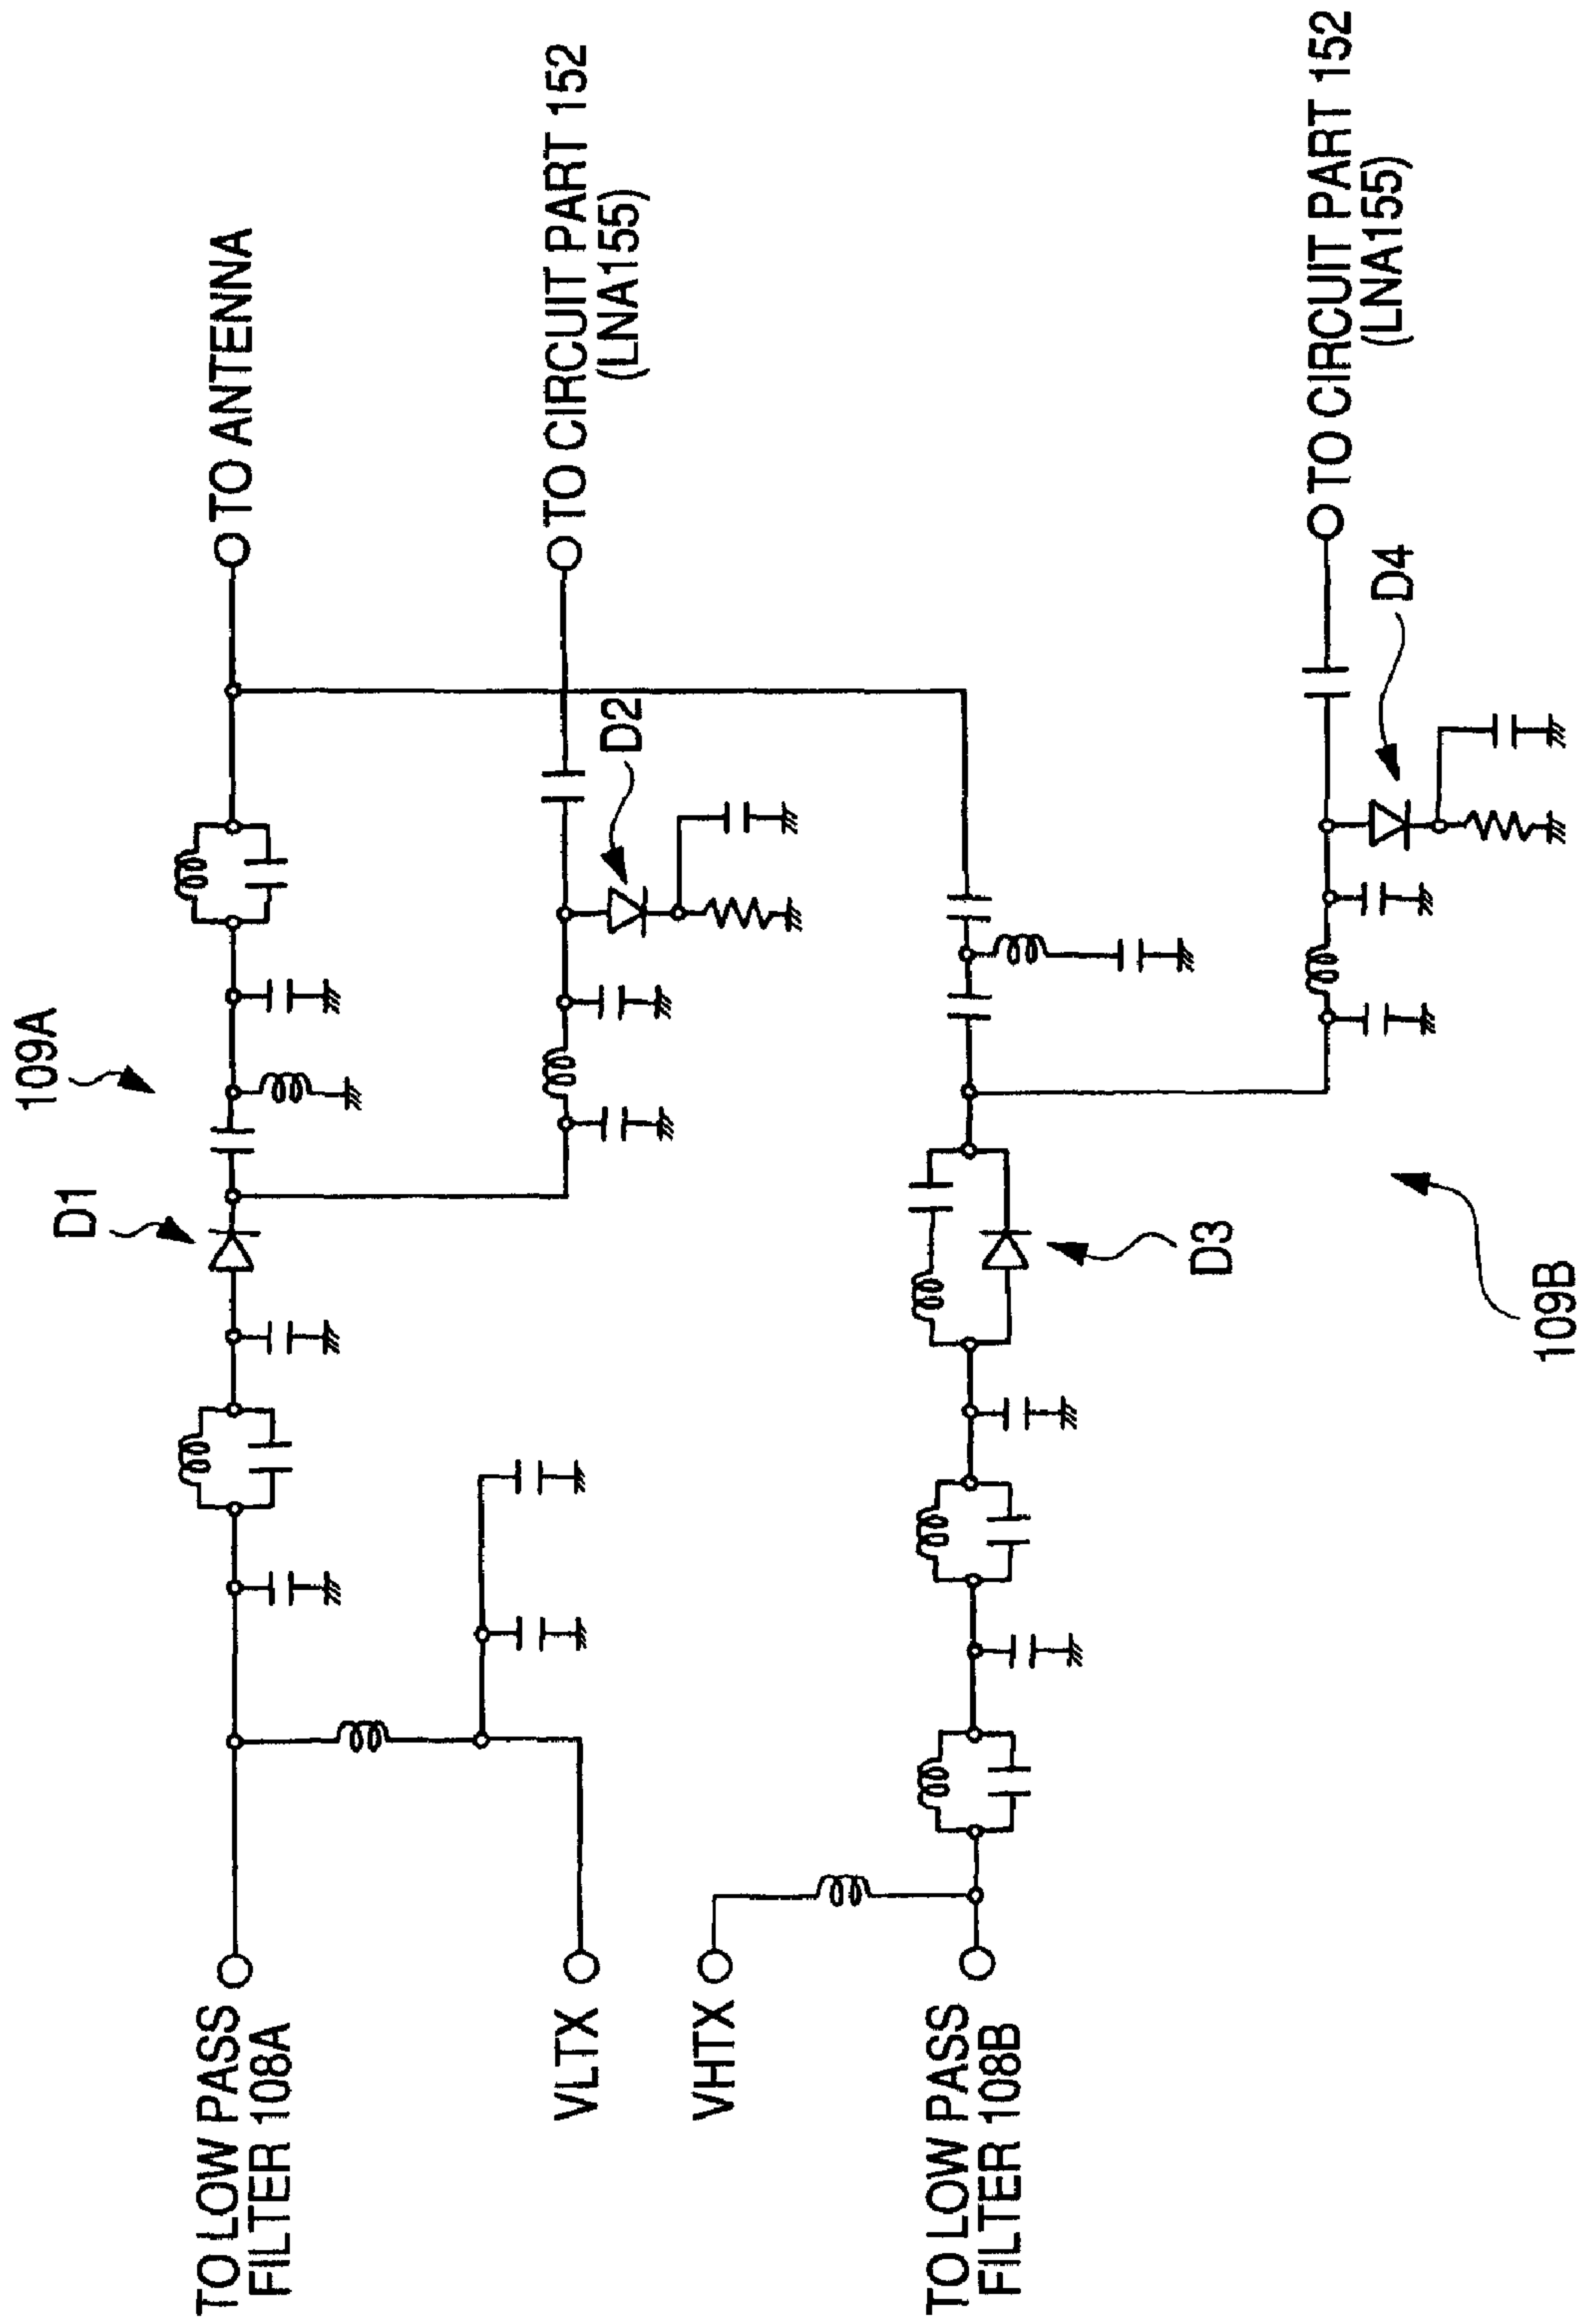 109A
D1
TO ANTENNA
TO LOW PASS
FILTER 108A
D2
TO CIRCUIT PART 152
(LNA155)
VLTX
VHTX
TO LOW PASS
FILTER 108B
D3
D4
TO CIRCUIT PART 152
(LNA155)
109B